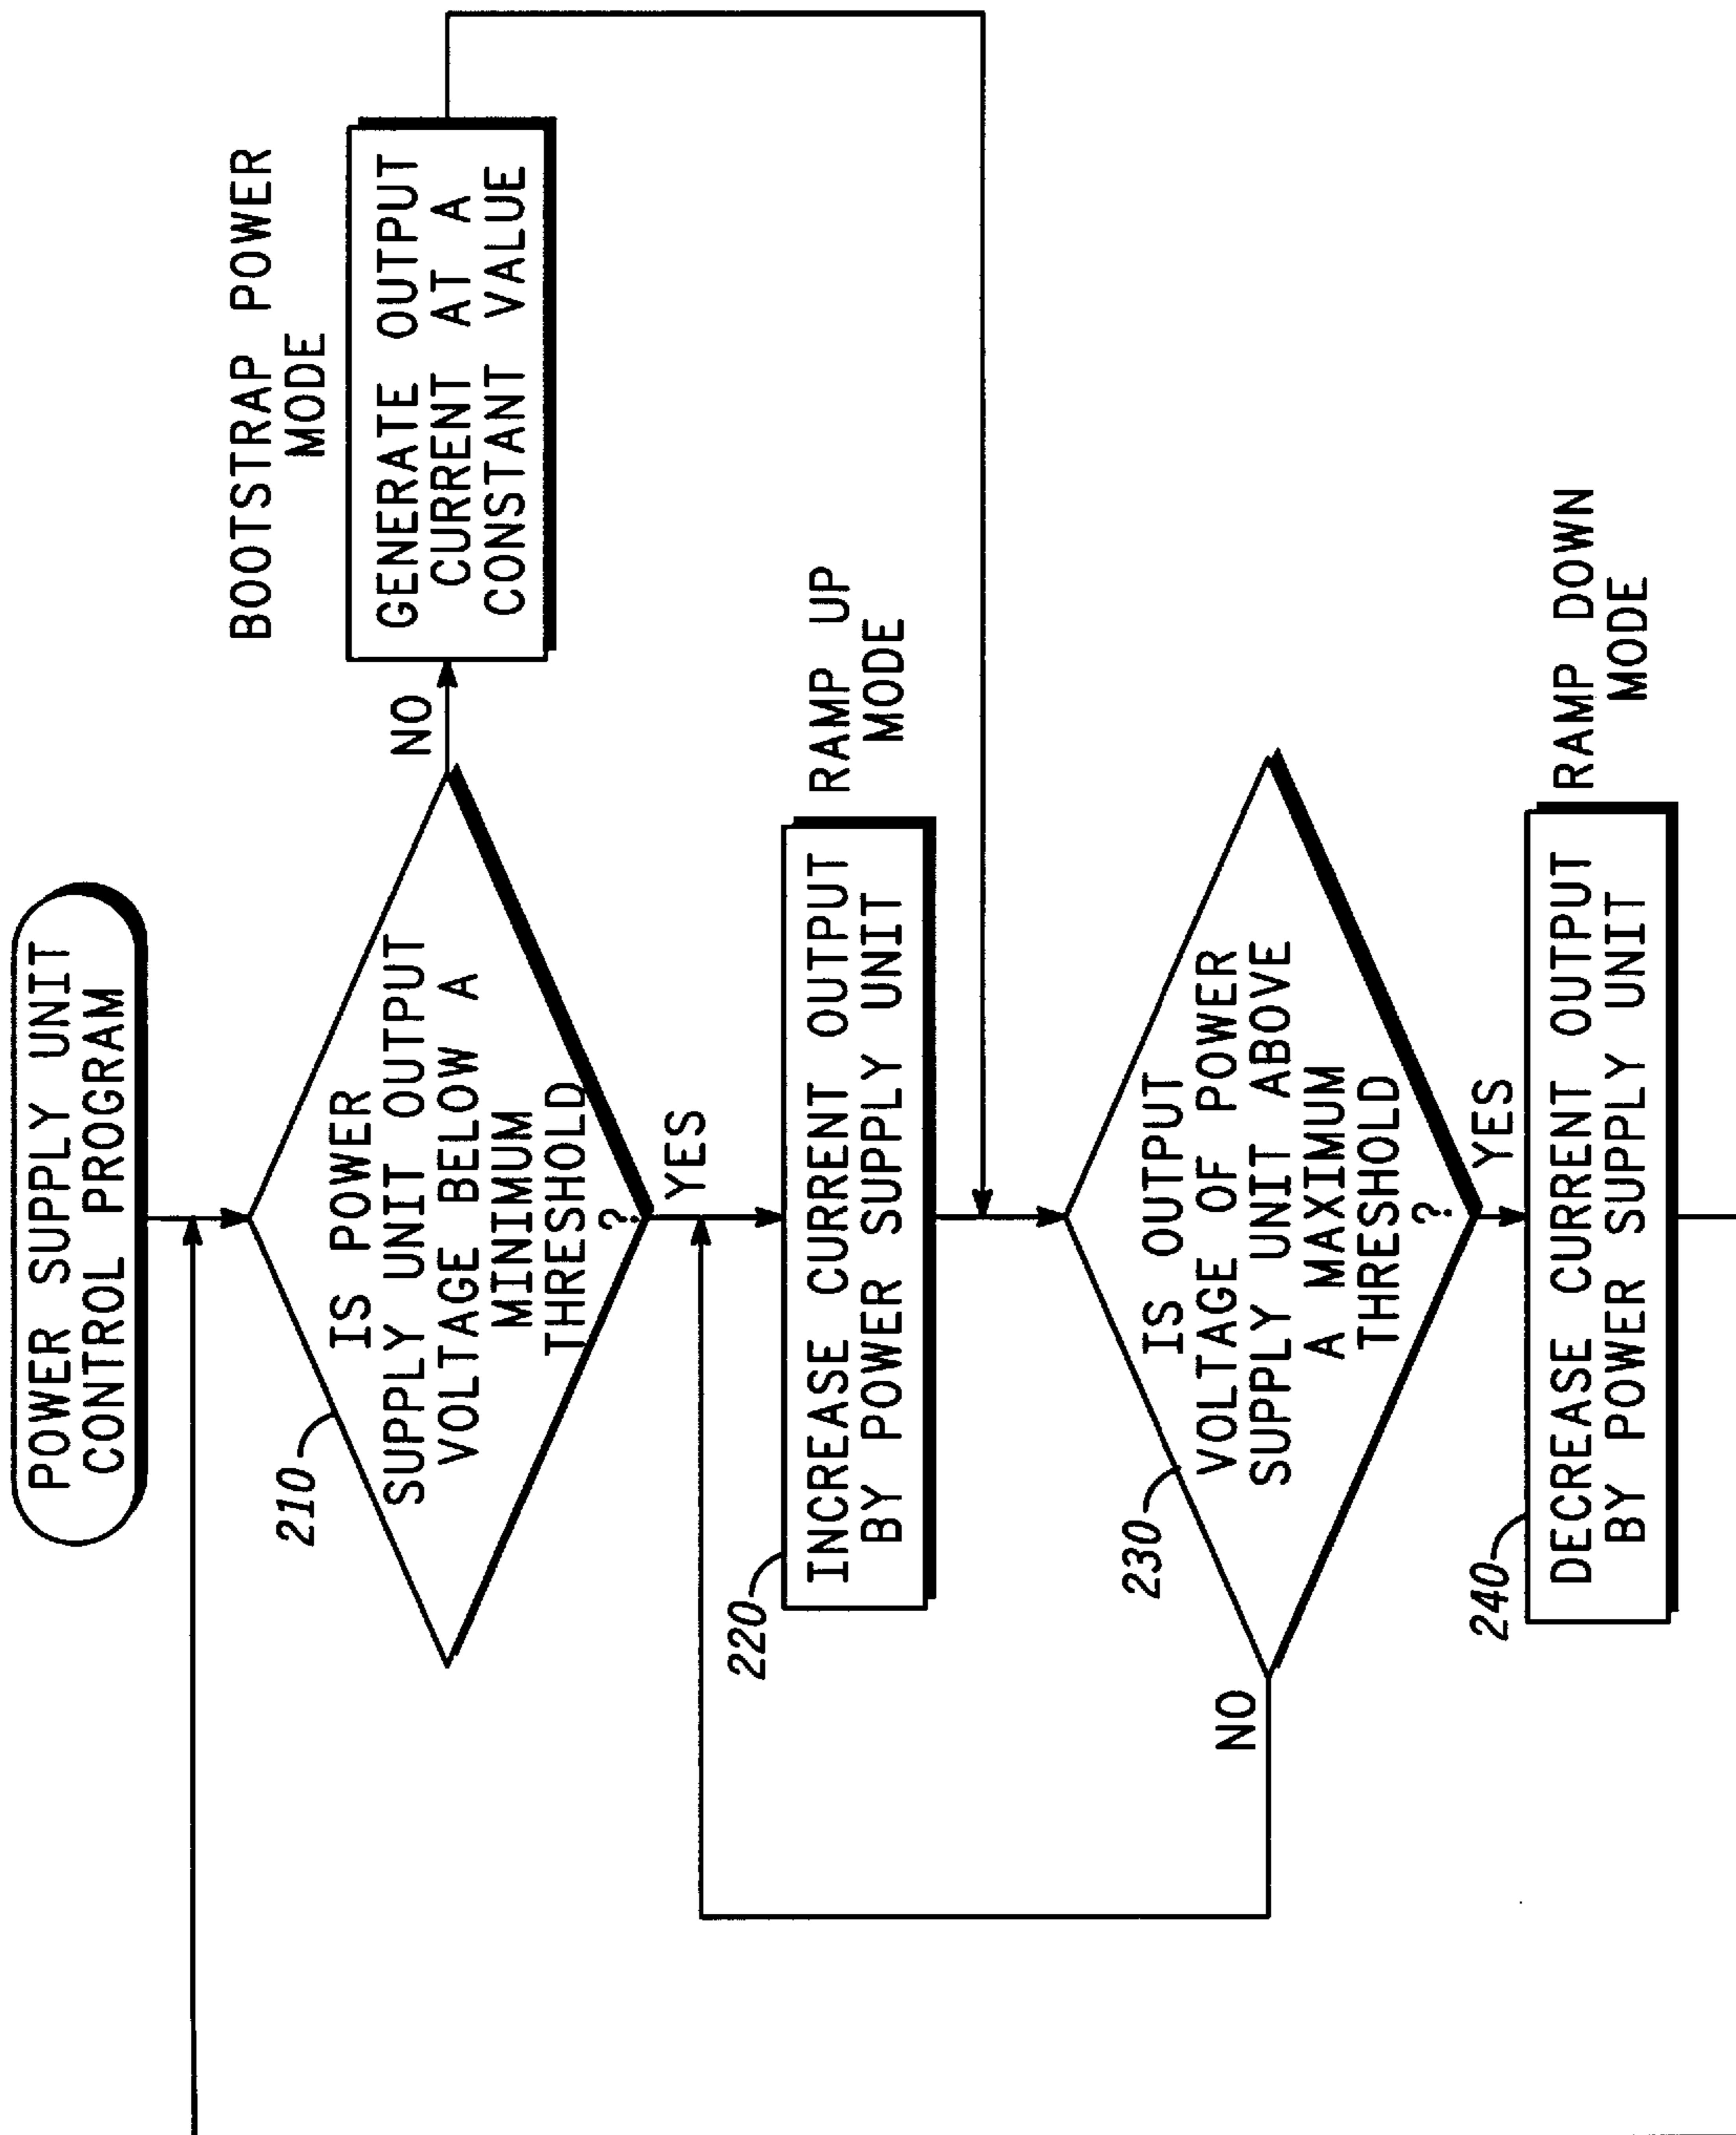 POWER SUPPLY UNIT
CONTROL PROGRAM
210
IS POWER
SUPPLY UNIT OUTPUT
VOLTAGE BELOW A
MINIMUM
THRESHOLD
?
NO
BOOTSTRAP POWER
MODE
GENERATE OUTPUT
CURRENT AT A
CONSTANT VALUE
YES
220
INCREASE CURRENT OUTPUT
BY POWER SUPPLY UNIT
RAMP UP
MODE
230
IS OUTPUT
VOLTAGE OF POWER
SUPPLY UNIT ABOVE
A MAXIMUM
THRESHOLD
?
NO
YES
240
DECREASE CURRENT OUTPUT
BY POWER SUPPLY UNIT
RAMP DOWN
MODE